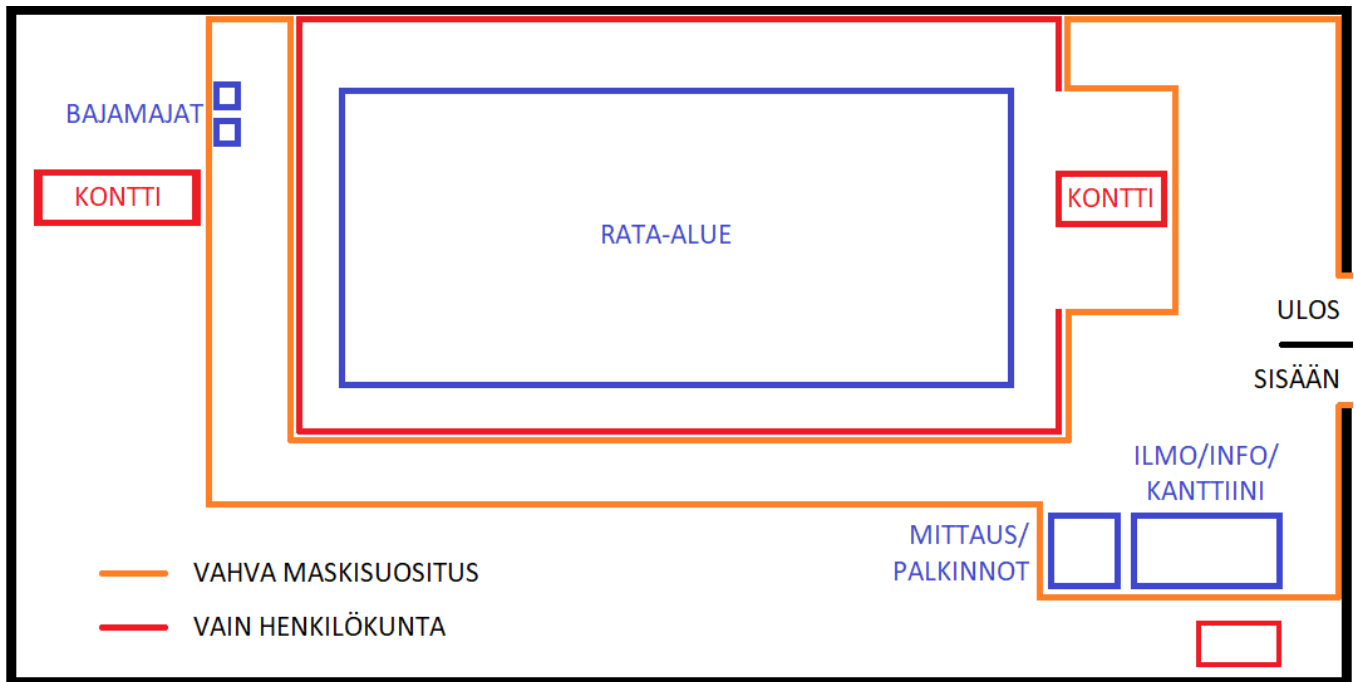 BAJAMAJAT
KONTTI
RATA-ALUE
KONTTI
ULOS
SISÄÄN
ILMO/INFO/
KANTTIINI
MITTAUS/
PALKINNOT
VAHVA MASKISUOSITUS
VAIN HENKILÖKUNTA